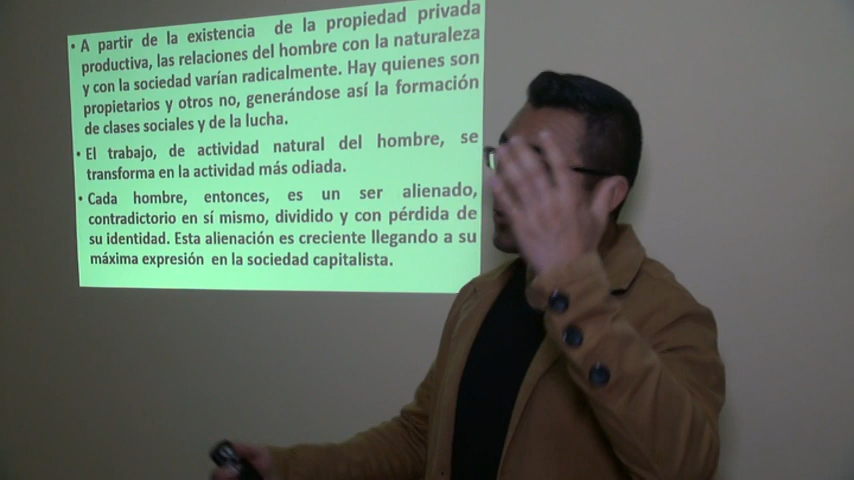 • A partir de la existencia de la propiedad privada
productiva, las relaciones del hombre con la naturaleza
y con la sociedad varían radicalmente. Hay quienes son
propietarios y otros no, generándose así la formación
de clases sociales y de la lucha.
• El trabajo, de actividad natural del hombre, se
transforma en la actividad más odiada.
• Cada hombre, entonces, es un ser alienado,
contradictorio en sí mismo, dividido y con pérdida de
su identidad. Esta alienación es creciente llegando a su
máxima expresión en la sociedad capitalista.